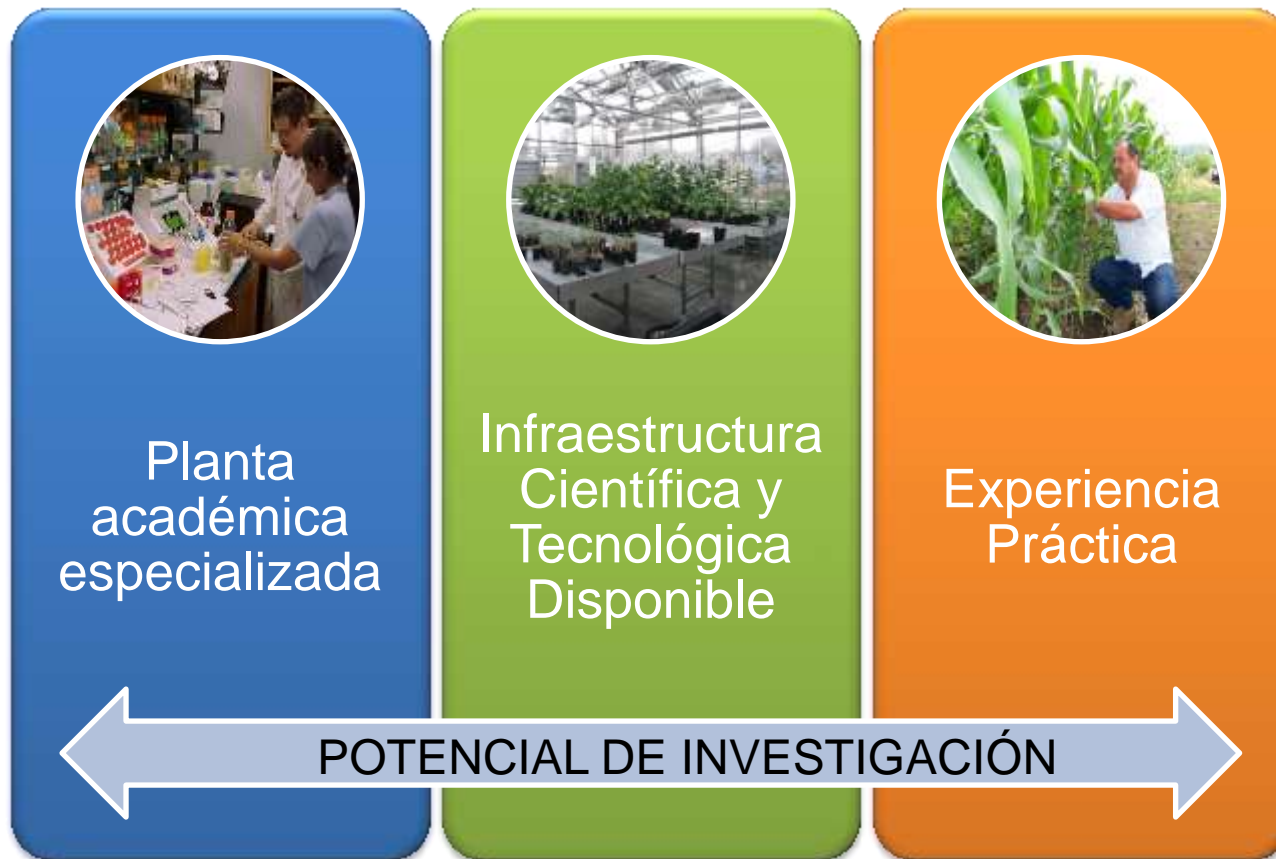 Planta
académica
especializada
Infraestructura
Científica y
Tecnológica
Disponible
Experiencia
Práctica
POTENCIAL DE INVESTIGACIÓN